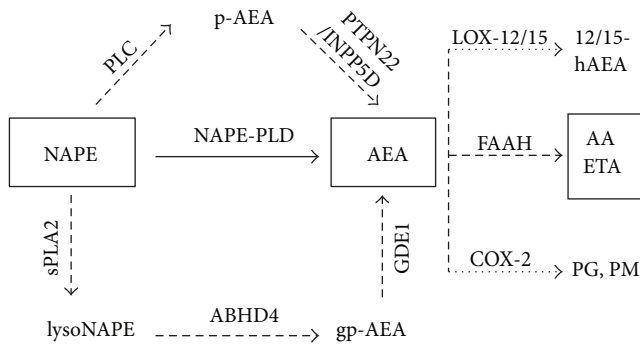 p-AEA
PLC
PTPN22
/INPP5D
LOX-12/15
12/15-
hAEA
NAPE
NAPE-PLD
AEA
FAAH
AA
ETA
sPLA2
GDE1
COX-2
PG, PM
lysoNAPE
ABHD4
gp-AEA